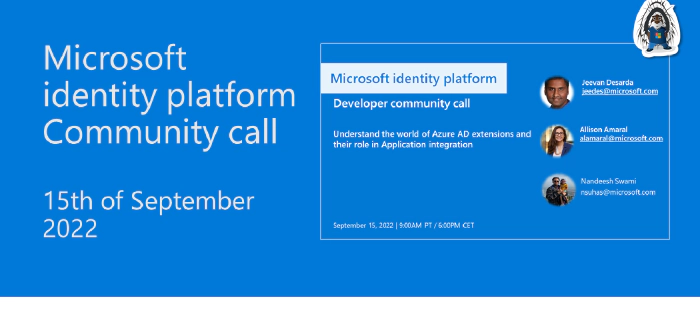 Microsoft
identity platform
Community call
15th of September
2022
Microsoft identity platform
Developer community call
Understand the world of Azure AD extensions and
their role in Application integration
Jeevan Desarda
jeedes@microsoft.com
Allison Amaral
alamaral@microsoft.com
Nandeesh Swami
nsuhas@microsoft.com
September 15, 2022 | 9:00AM PT / 6:00PM CET